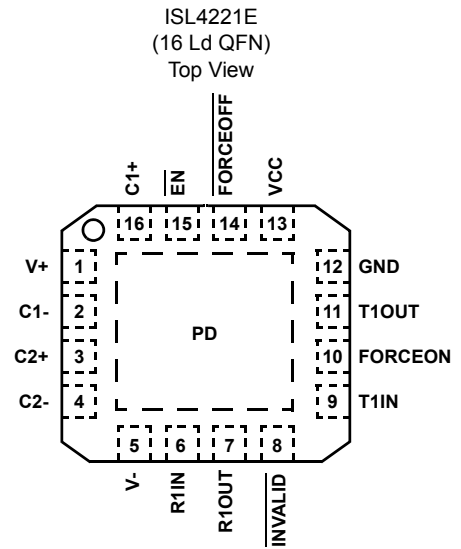 ISL4221E
(16 Ld QFN)
Top View
C1+
EN
FORCEOFF
VCC
16
15
14
13
V+ 1
C1- 2
C2+ 3
C2- 4
PD
12 GND
11 T1OUT
10 FORCEON
9 T1IN
5
6
7
8
V-
R1IN
R1OUT
INVALID